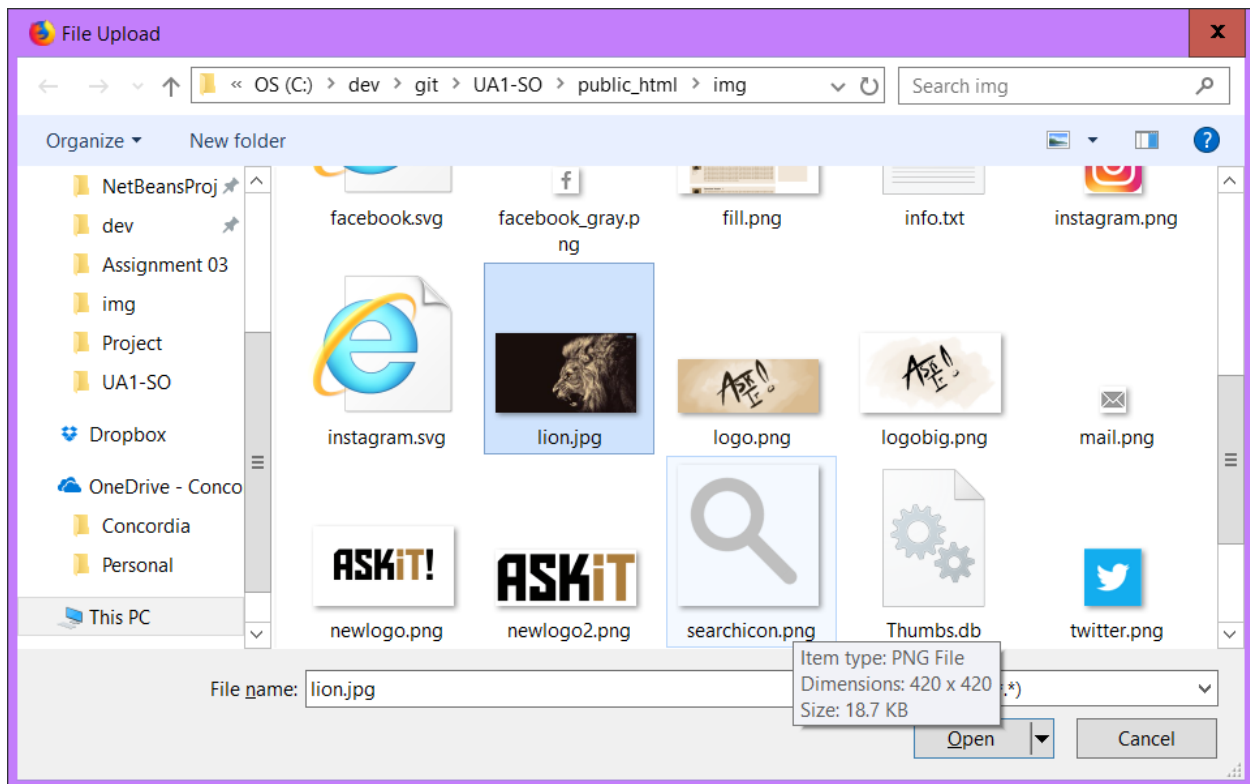 File Upload
x
« OS (C:) > dev > git > UA1-SO > public_html > img
Search img
Organize
New folder
?
NetBeansProj
dev
Assignment 03
img
Project
UA1-SO
Dropbox
OneDrive - Conco
Concordia
Personal
This PC
f
facebook.svg
facebook_gray.p
ng
fill.png
info.txt
instagram.png
e
ASK
IT!
ASK
IT!
instagram.svg
lion.jpg
logo.png
logobig.png
mail.png
ASKiT!
ASKiT
newlogo.png
newlogo2.png
searchicon.png
Thumbs.db
twitter.png
Item type: PNG File
Dimensions: 420 x 420
Size: 18.7 KB
File name:
lion.jpg
.*)
Open
Cancel